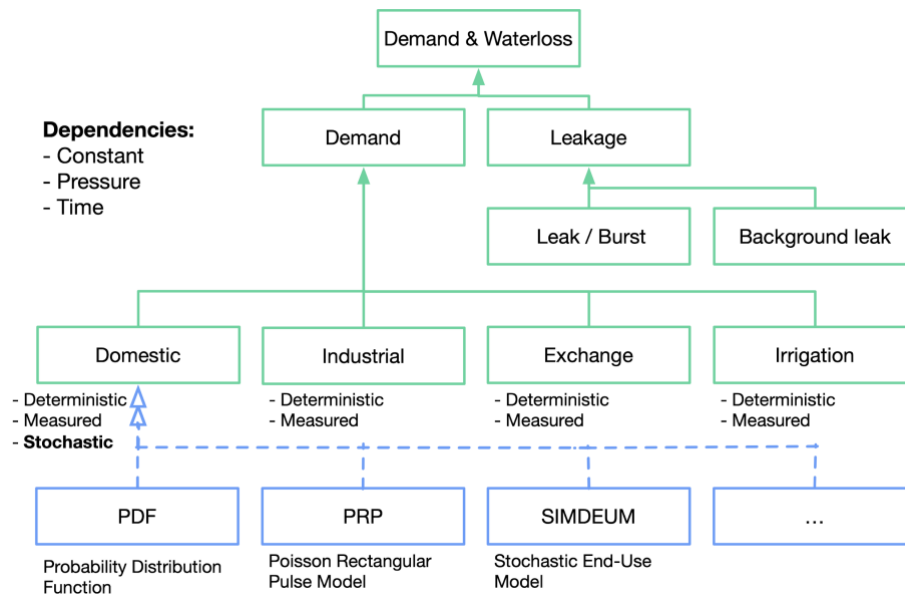 Demand & Waterloss
Demand
Leakage
Dependencies:
- Constant
- Pressure
- Time
Leak / Burst
Background leak
Domestic
Industrial
Exchange
Irrigation
- Deterministic
- Measured
- Stochastic
- Deterministic
- Measured
- Deterministic
- Measured
- Deterministic
- Measured
PDF
PRP
SIMDEUM
...
Probability Distribution
Function
Poisson Rectangular
Pulse Model
Stochastic End-Use
Model